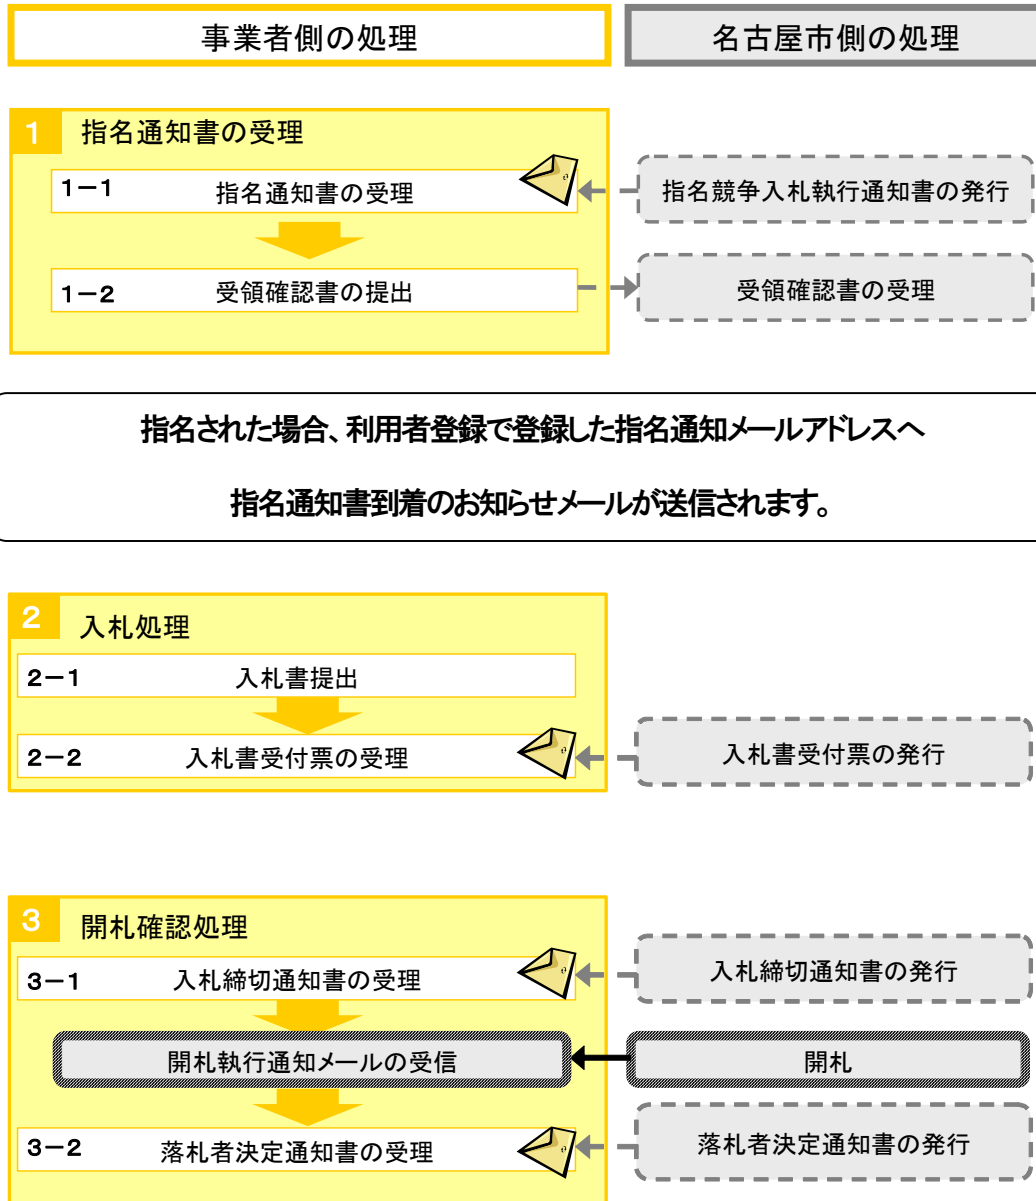 事業者側の処理
名古屋市側の処理
1 指名通知書の受理
1－1 指名通知書の受理
指名競争入札執行通知書の発行
1－2 受領確認書の提出
受領確認書の受理
指名された場合、利用者登録で登録した指名通知メールアドレスへ
指名通知書到着のお知らせメールが送信されます。
2 入札処理
2－1 入札書提出
2－2 入札書受付票の受理
入札書受付票の発行
3 開札確認処理
3－1 入札締切通知書の受理
入札締切通知書の発行
開札執行通知メールの受信
開札
3－2 落札者決定通知書の受理
落札者決定通知書の発行